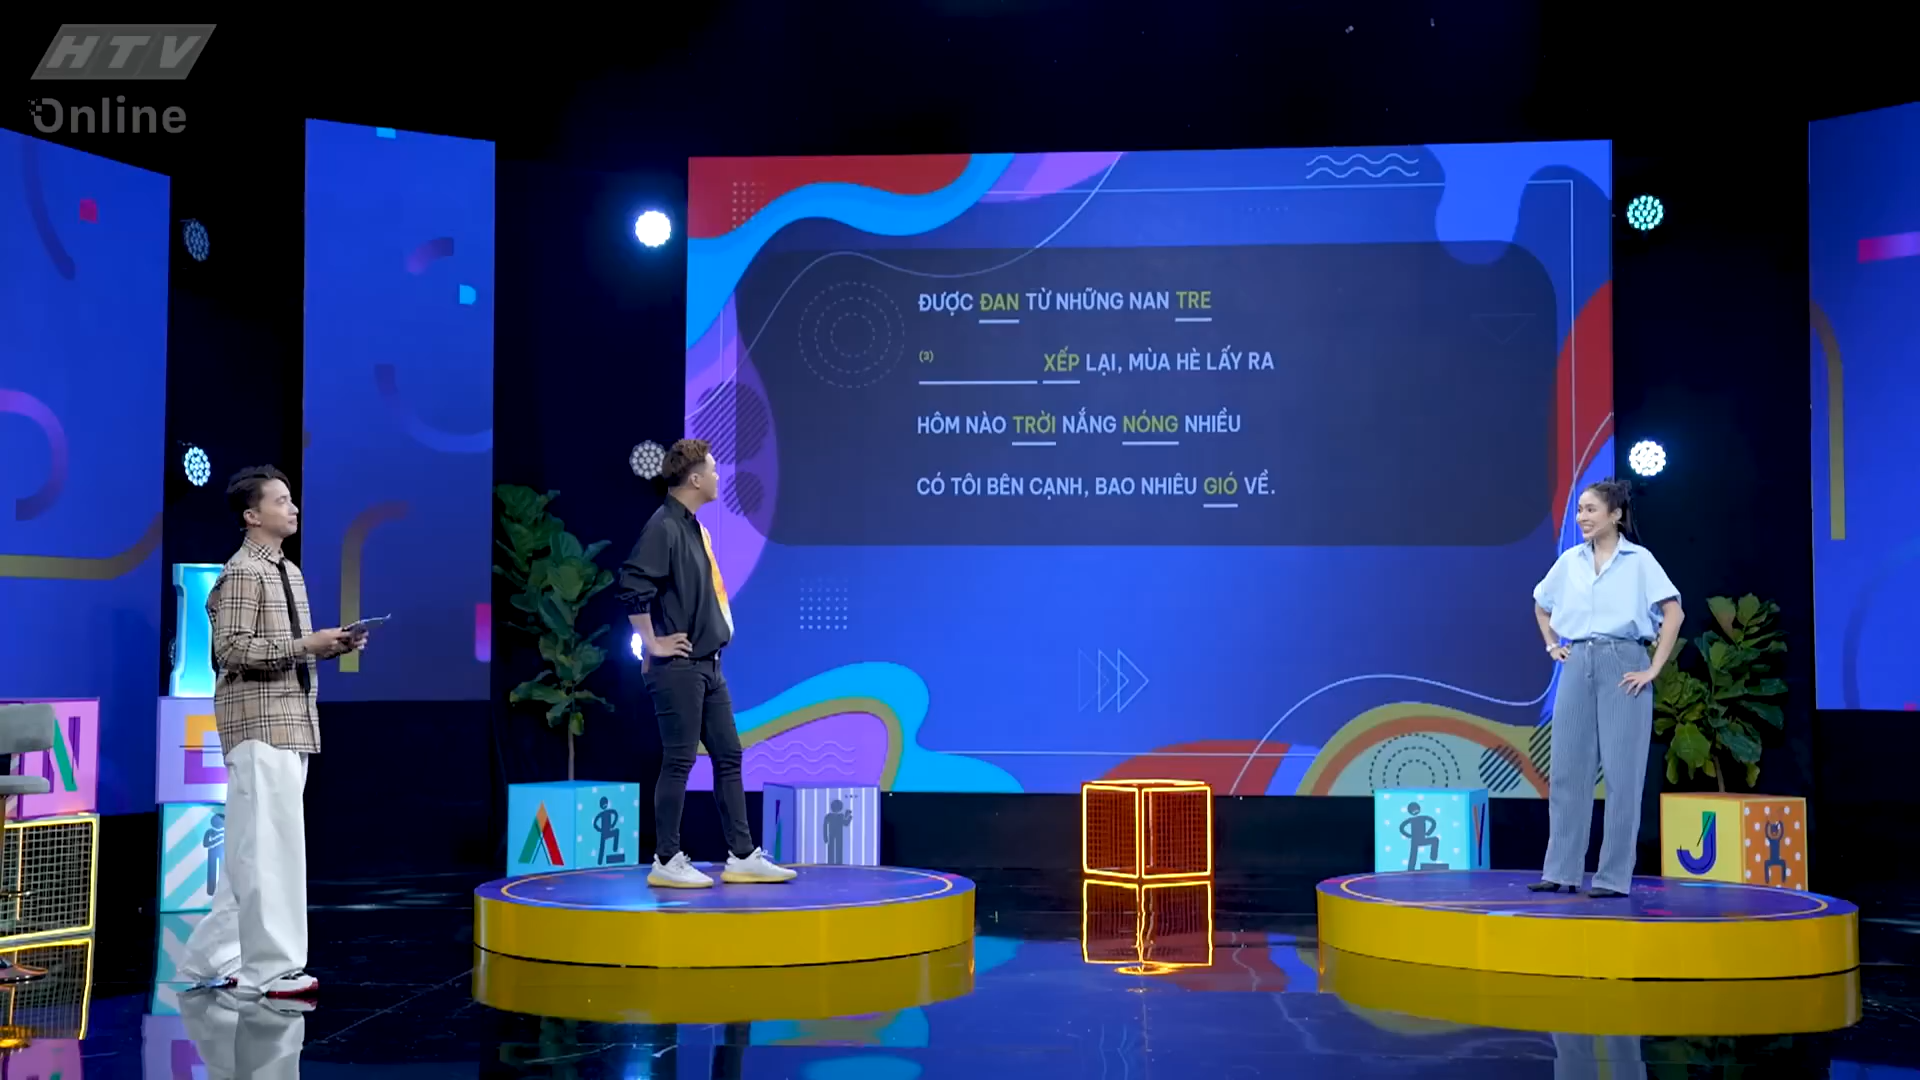 HTV
Online
ĐƯỢC ĐAN TỪ NHỮNG NAN TRE
(3) ________ XẾP LẠI, MÙA HÈ LẤY RA
HÔM NÀO TRỜI NẮNG NÓNG NHIỀU
CÓ TÔI BÊN CẠNH, BAO NHIÊU GIÓ VỀ.
N
A
J